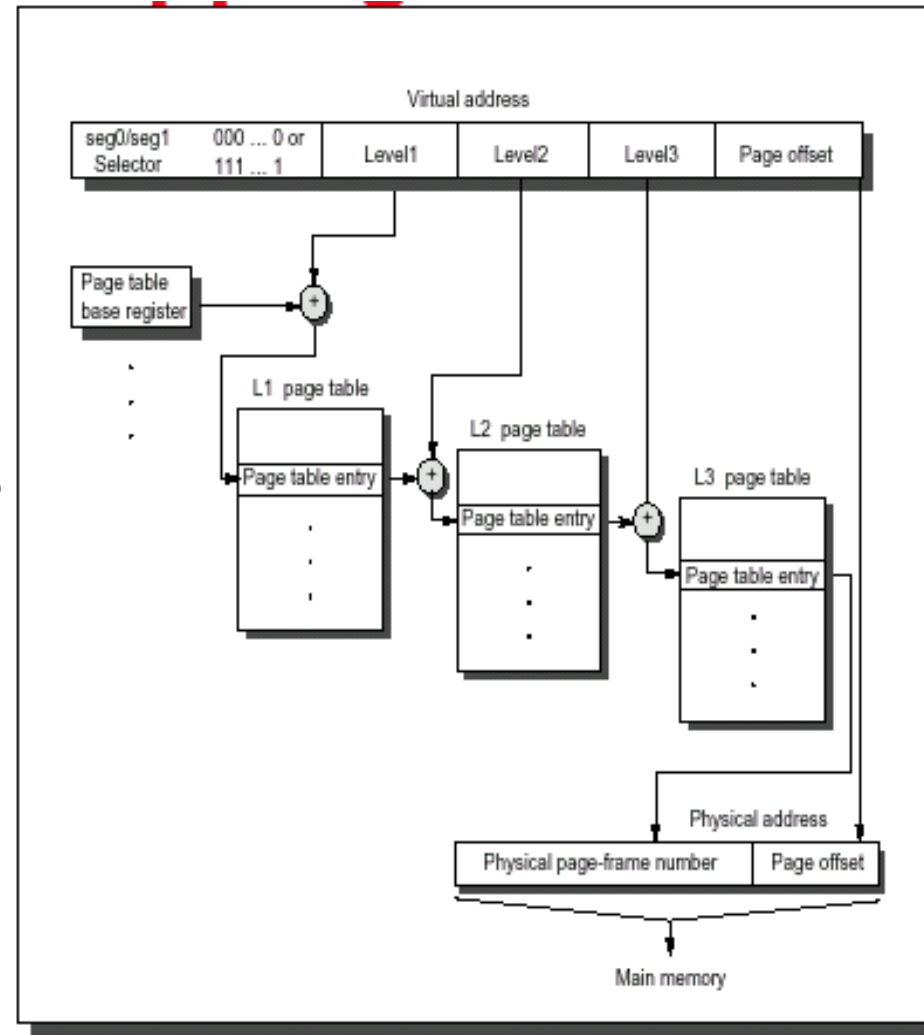 Virtual address
seg0/seg1 000 ... 0 or
Selector 111 ... 1
Level1
Level2
Level3
Page offset
Page table
base register
+
L1 page table
Page table entry
+
L2 page table
Page table entry
+
L3 page table
Page table entry
Physical address
Physical page-frame number
Page offset
Main memory